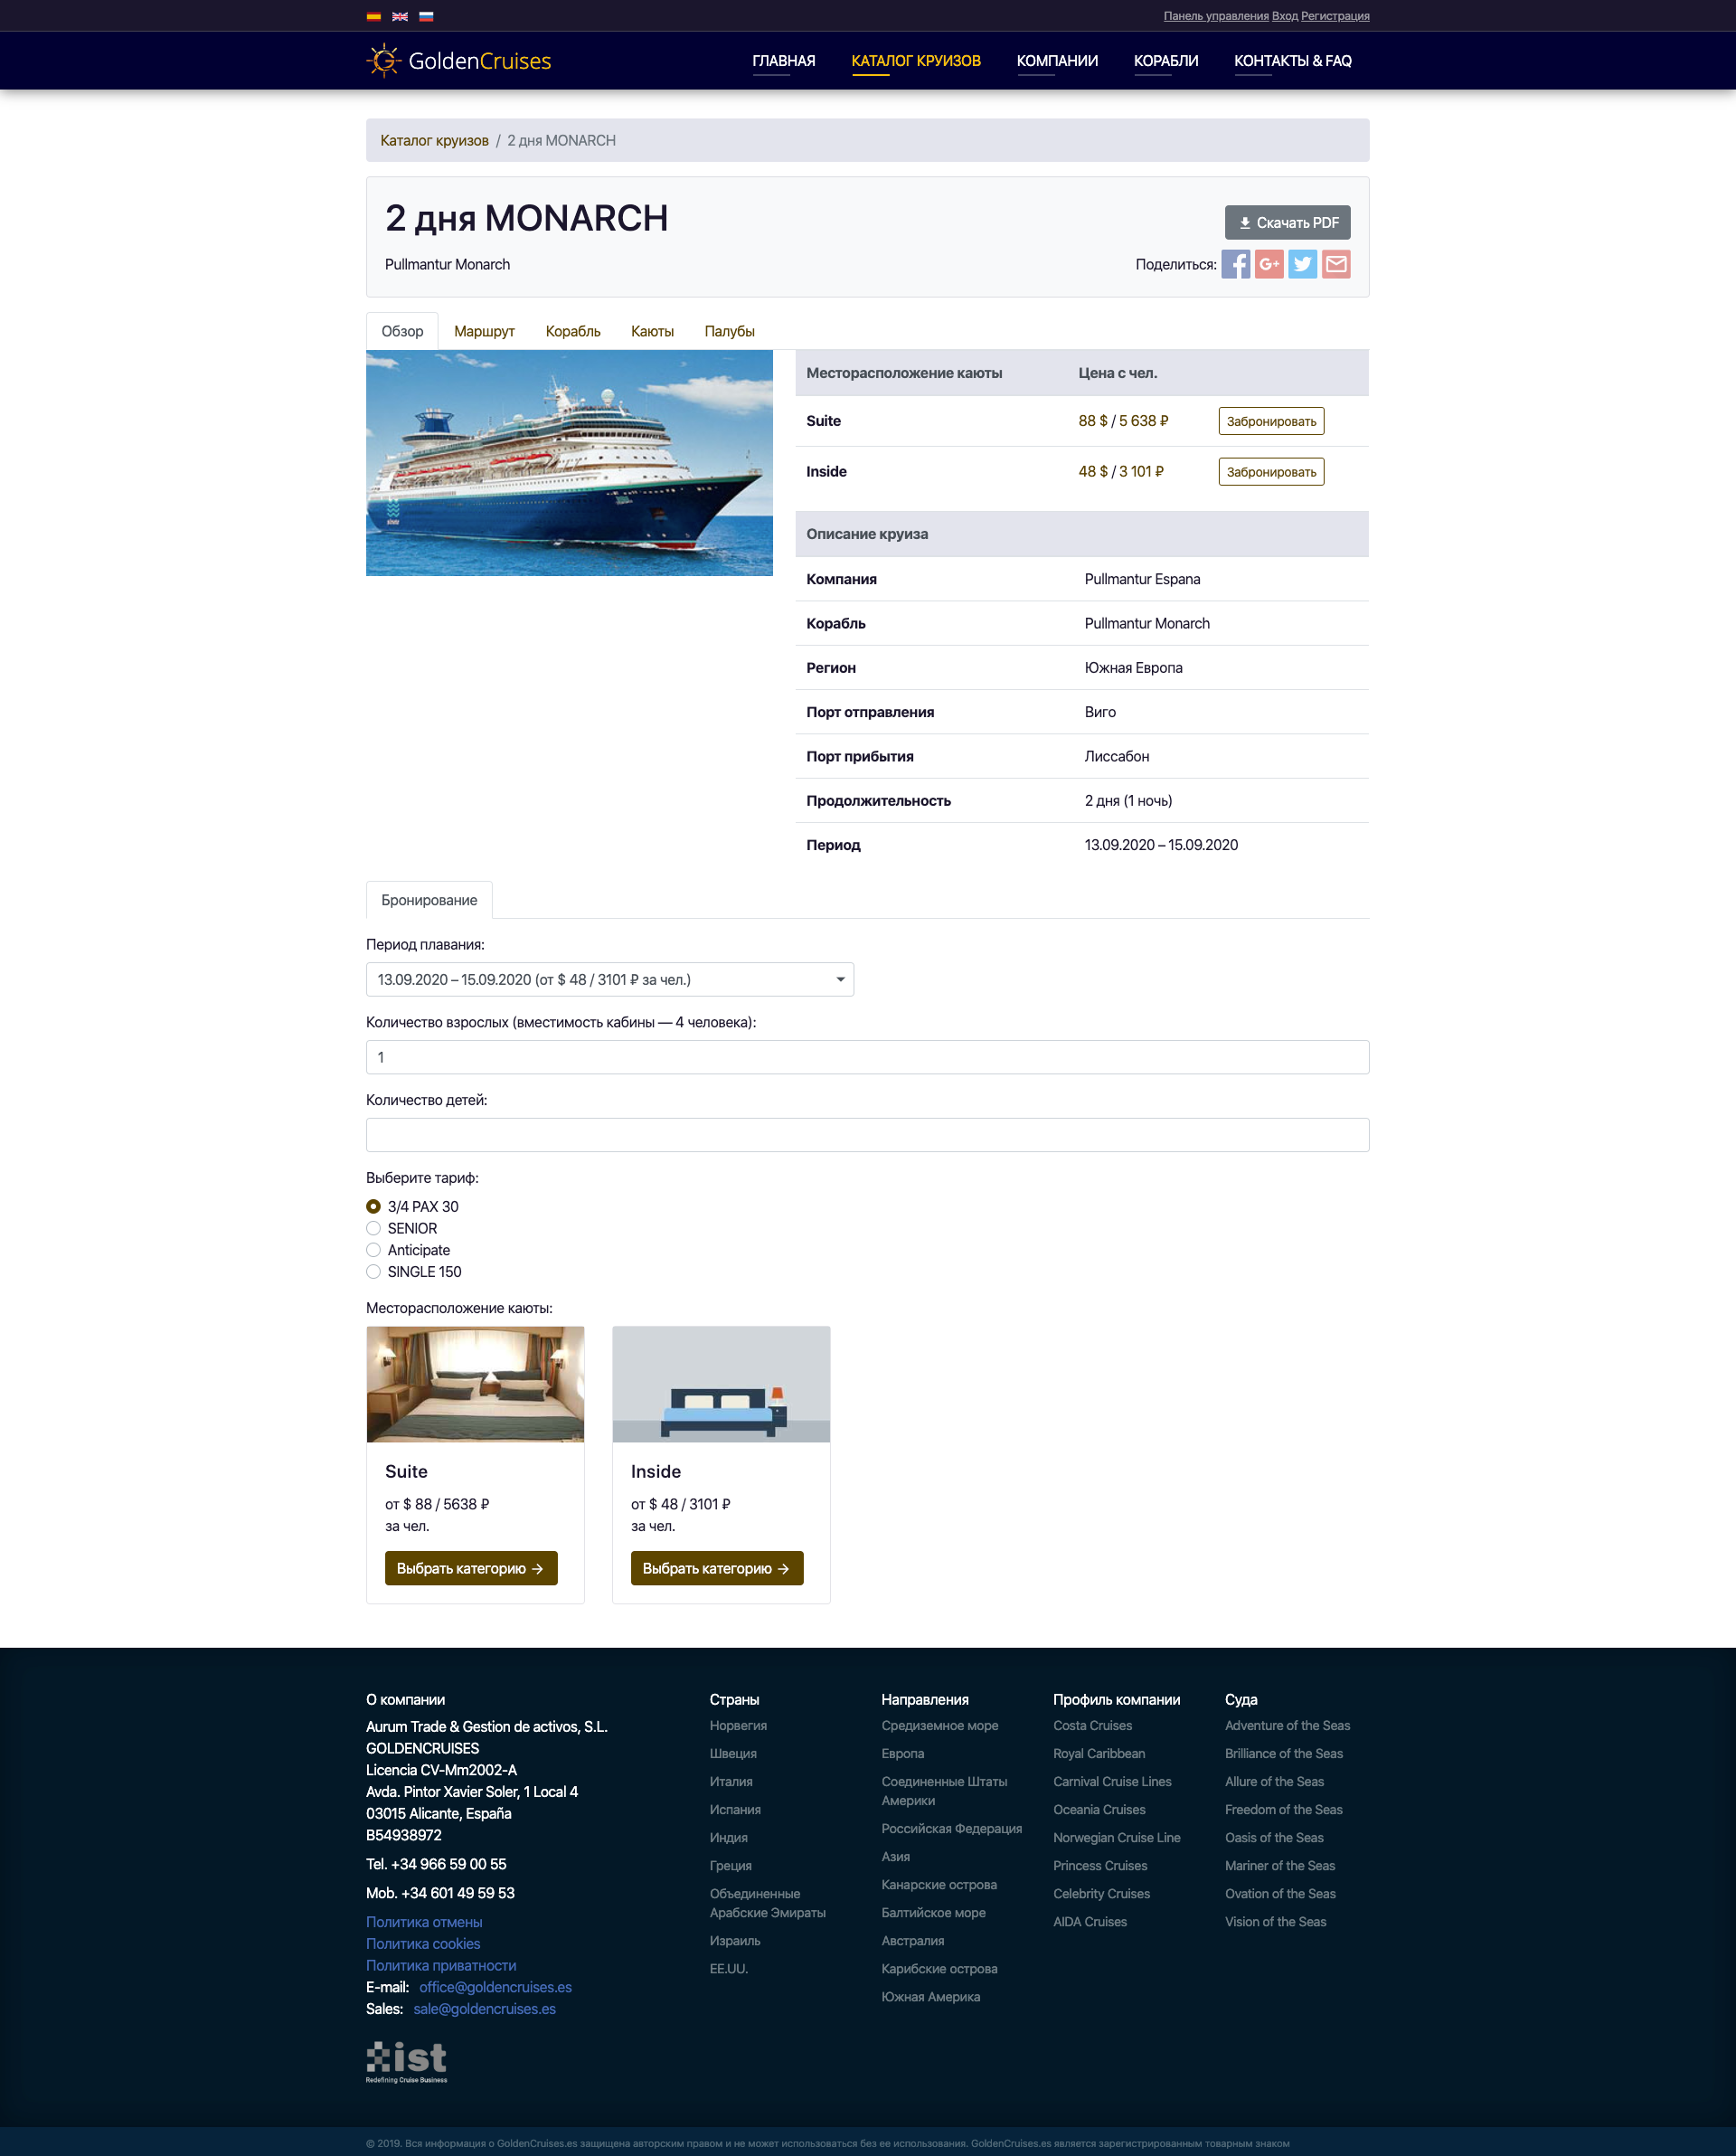 Панель управления Вход Регистрация
GoldenCruises
ГЛАВНАЯ КАТАЛОГ КРУИЗОВ КОМПАНИИ КОРАБЛИ КОНТАКТЫ & FAQ
Каталог круизов / 2 дня MONARCH
2 дня MONARCH
Скачать PDF
Pullmantur Monarch
Поделиться:
Обзор Маршрут Корабль Каюты Палубы
Месторасположение каюты Цена с чел.
Suite 88 $ / 5 638 ₽ Забронировать
Inside 48 $ / 3 101 ₽ Забронировать
Описание круиза
Компания Pullmantur Espana
Корабль Pullmantur Monarch
Регион Южная Европа
Порт отправления Виго
Порт прибытия Лиссабон
Продолжительность 2 дня (1 ночь)
Период 13.09.2020 – 15.09.2020
Бронирование
Период плавания:
13.09.2020 – 15.09.2020 (от $ 48 / 3101 ₽ за чел.)
Количество взрослых (вместимость кабины — 4 человека):
1
Количество детей:
Выберите тариф:
3/4 PAX 30
SENIOR
Anticipate
SINGLE 150
Месторасположение каюты:
Suite
от $ 88 / 5638 ₽
за чел.
Выбрать категорию →
Inside
от $ 48 / 3101 ₽
за чел.
Выбрать категорию →
О компании
Aurum Trade & Gestion de activos, S.L.
GOLDENCRUISES
Licencia CV-Mm2002-A
Avda. Pintor Xavier Soler, 1 Local 4
03015 Alicante, España
B54938972
Tel. +34 966 59 00 55
Mob. +34 601 49 59 53
Политика отмены
Политика cookies
Политика приватности
E-mail: office@goldencruises.es
Sales: sale@goldencruises.es
ist
Redefining Cruise Business
Страны
Норвегия
Швеция
Италия
Испания
Индия
Греция
Объединенные
Арабские Эмираты
Израиль
EE.UU.
Направления
Средиземное море
Европа
Соединенные Штаты
Америки
Российская Федерация
Азия
Канарские острова
Балтийское море
Австралия
Карибские острова
Южная Америка
Профиль компании
Costa Cruises
Royal Caribbean
Carnival Cruise Lines
Oceania Cruises
Norwegian Cruise Line
Princess Cruises
Celebrity Cruises
AIDA Cruises
Суда
Adventure of the Seas
Brilliance of the Seas
Allure of the Seas
Freedom of the Seas
Oasis of the Seas
Mariner of the Seas
Ovation of the Seas
Vision of the Seas
© 2019. Вся информация о GoldenCruises.es защищена авторским правом и не может использоваться без ее использования. GoldenCruises.es является зарегистрированным товарным знаком